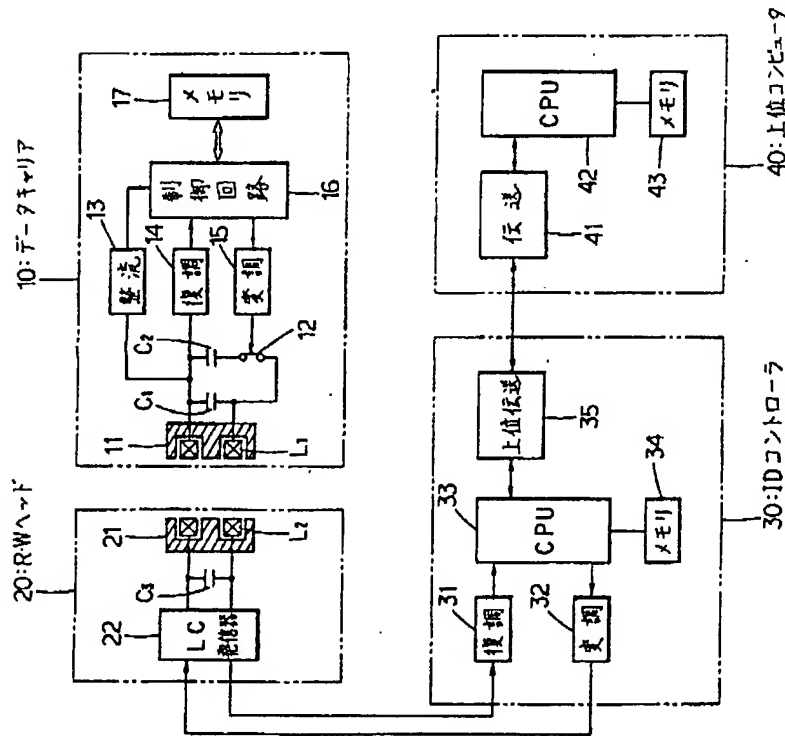 10:データキャリア
13
整流
14
復調
15
変調
制御回路
16
17
メモリ
12
C1
C2
11
L1
20:R・Wヘッド
21
L2
C3
22
LC
発信器
30:IDコントローラ
31
復調
32
変調
33
CPU
34
メモリ
35
上位伝送
40:上位コンピュータ
41
伝送
42
CPU
43
メモリ